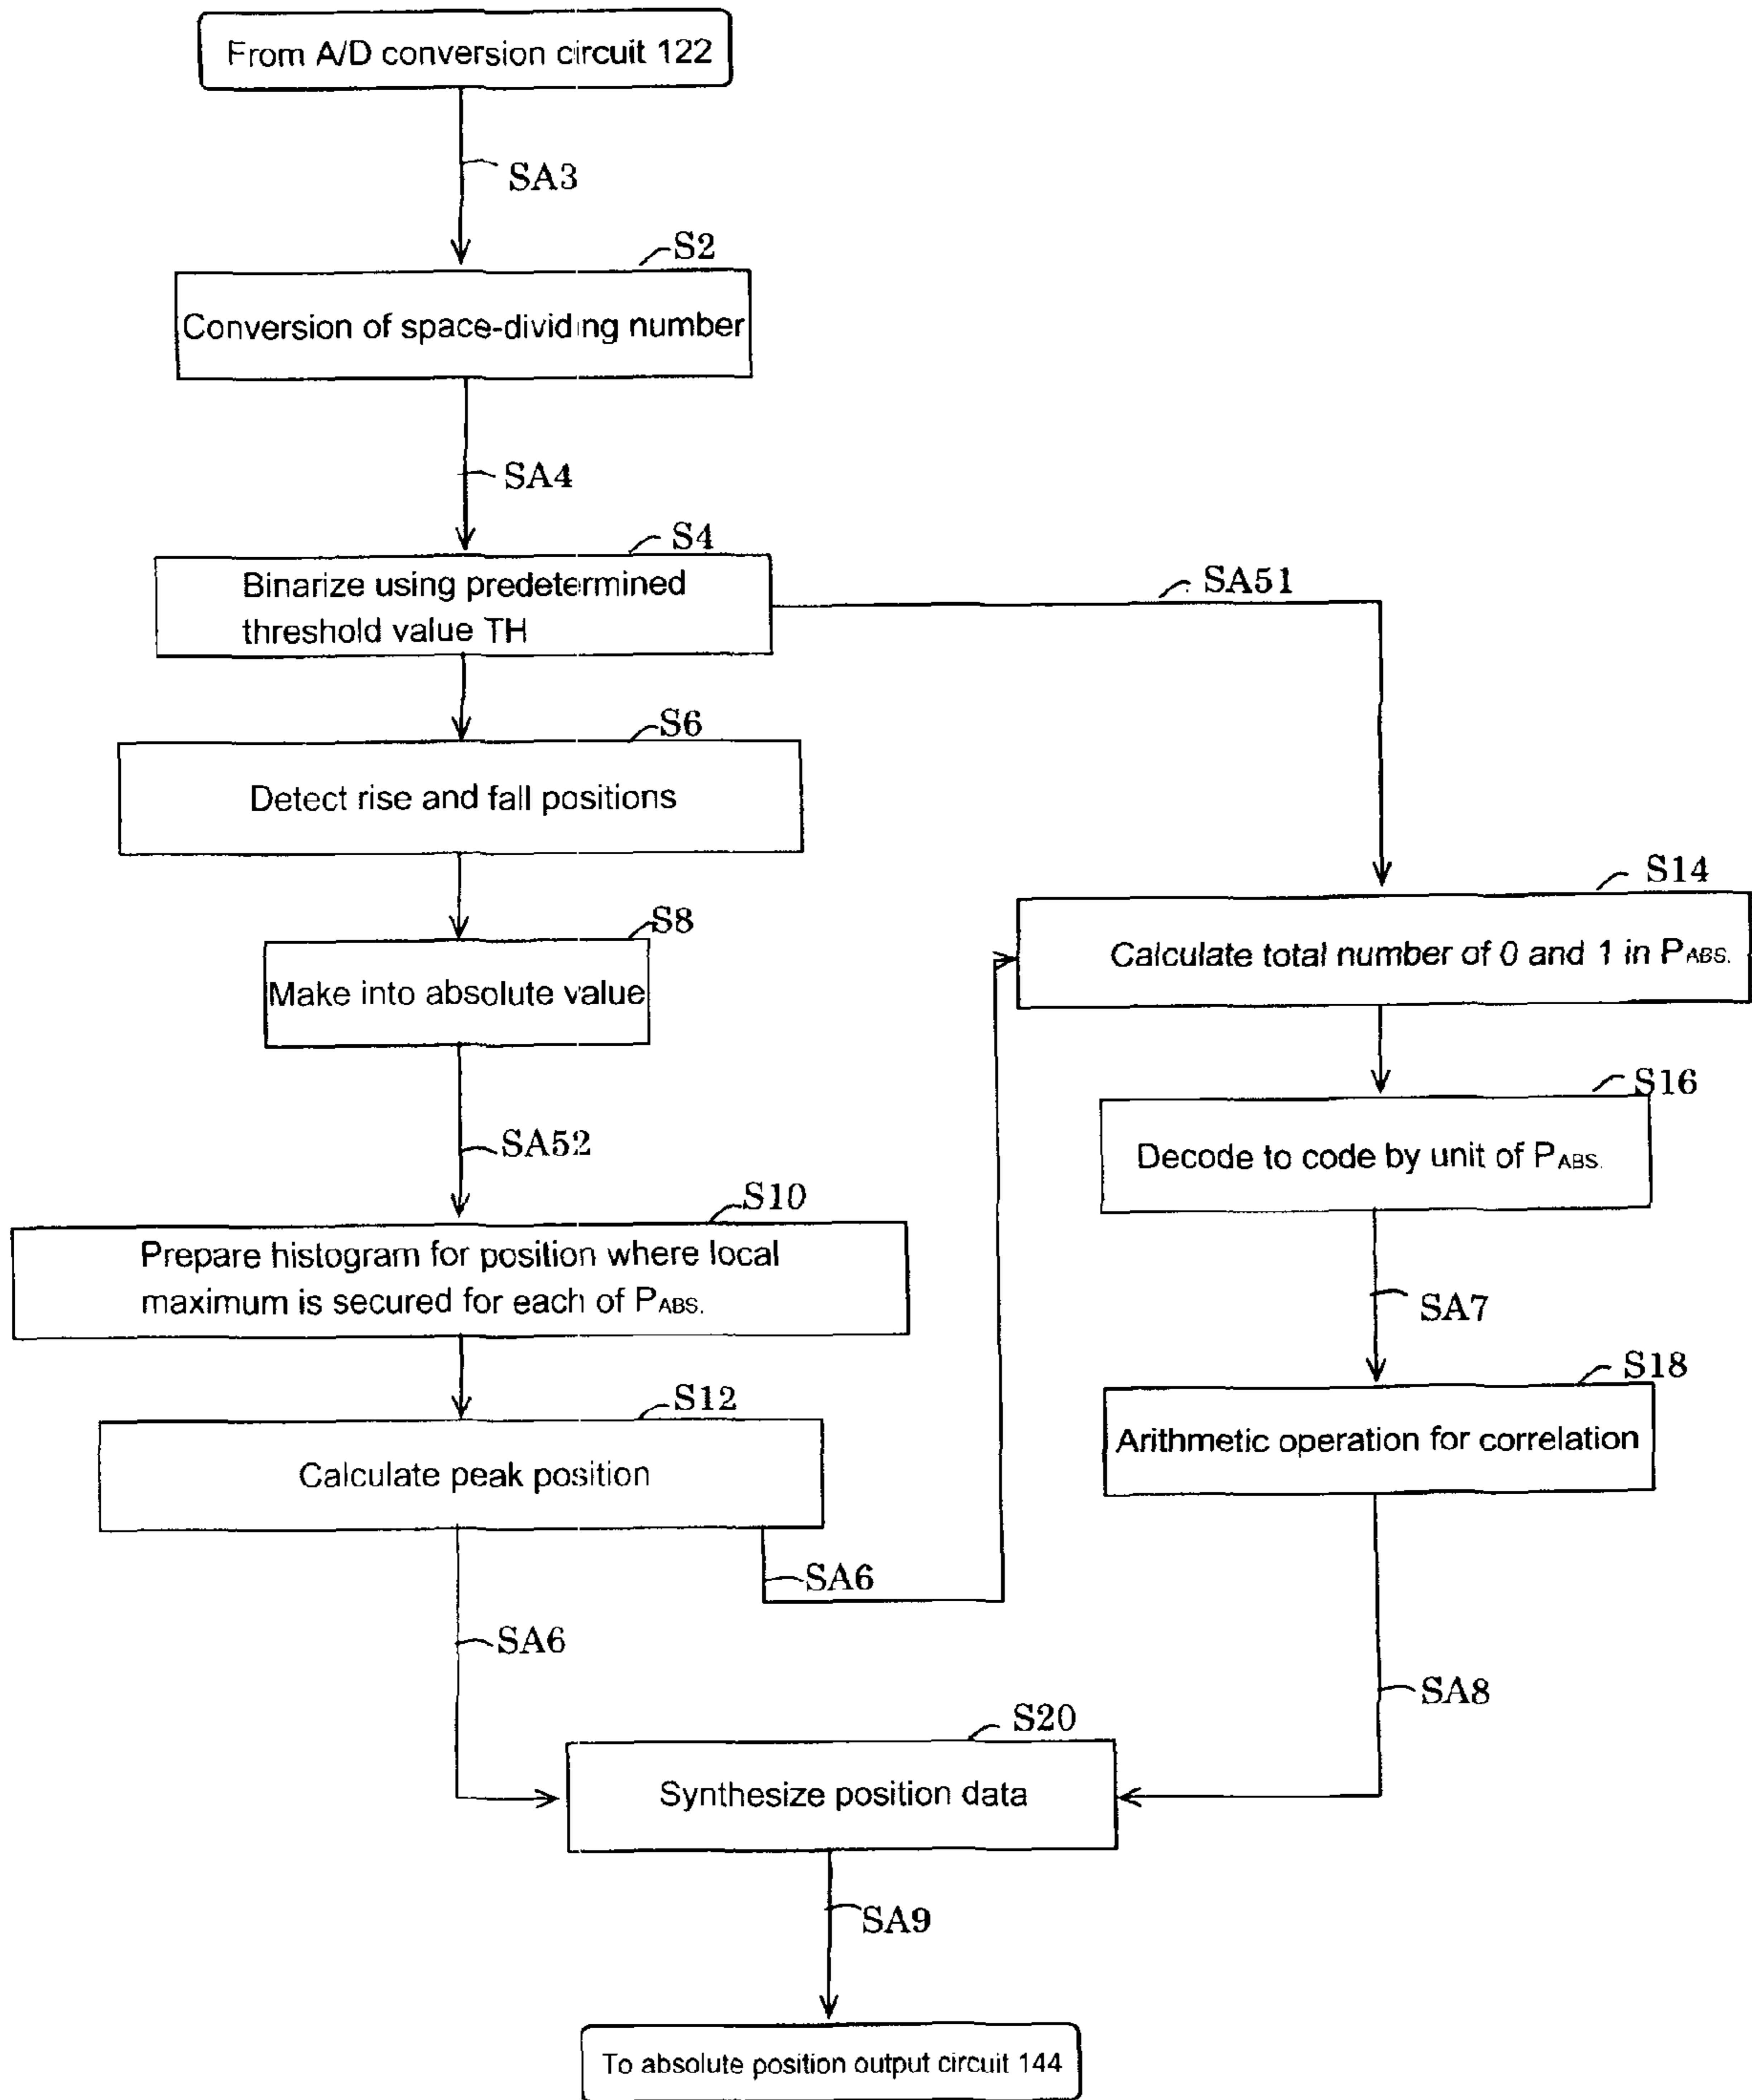 From A/D conversion circuit 122
SA3
S2
Conversion of space-dividing number
SA4
S4
Binarize using predetermined
threshold value TH
SA51
S6
Detect rise and fall positions
S8
Make into absolute value
SA52
S10
Prepare histogram for position where local
maximum is secured for each of PABS.
S12
Calculate peak position
SA6
SA6
S14
Calculate total number of 0 and 1 in PABS.
S16
Decode to code by unit of PABS.
SA7
S18
Arithmetic operation for correlation
SA8
S20
Synthesize position data
SA9
To absolute position output circuit 144